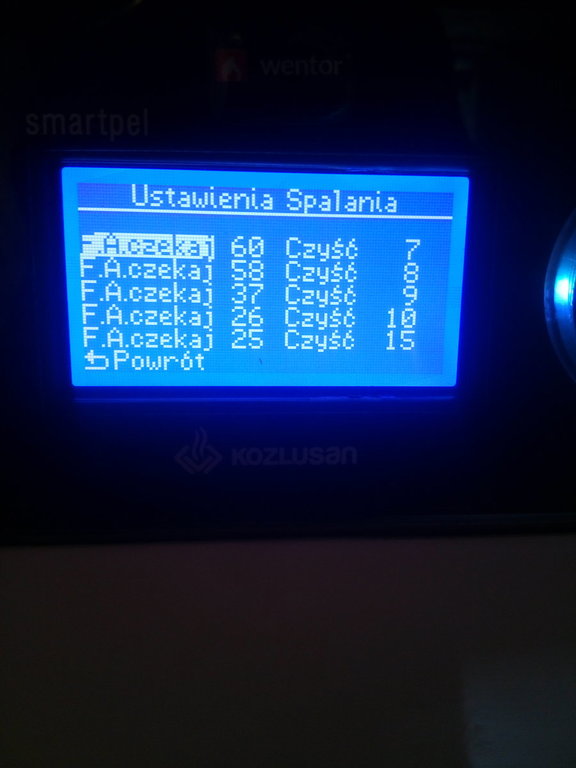 wentor
smartpel
Ustawienia Spalania
F.A.czekaj 60 Czyść 7
F.A.czekaj 58 Czyść 8
F.A.czekaj 37 Czyść 9
F.A.czekaj 26 Czyść 10
F.A.czekaj 25 Czyść 15
Powrót
KOZLUSan